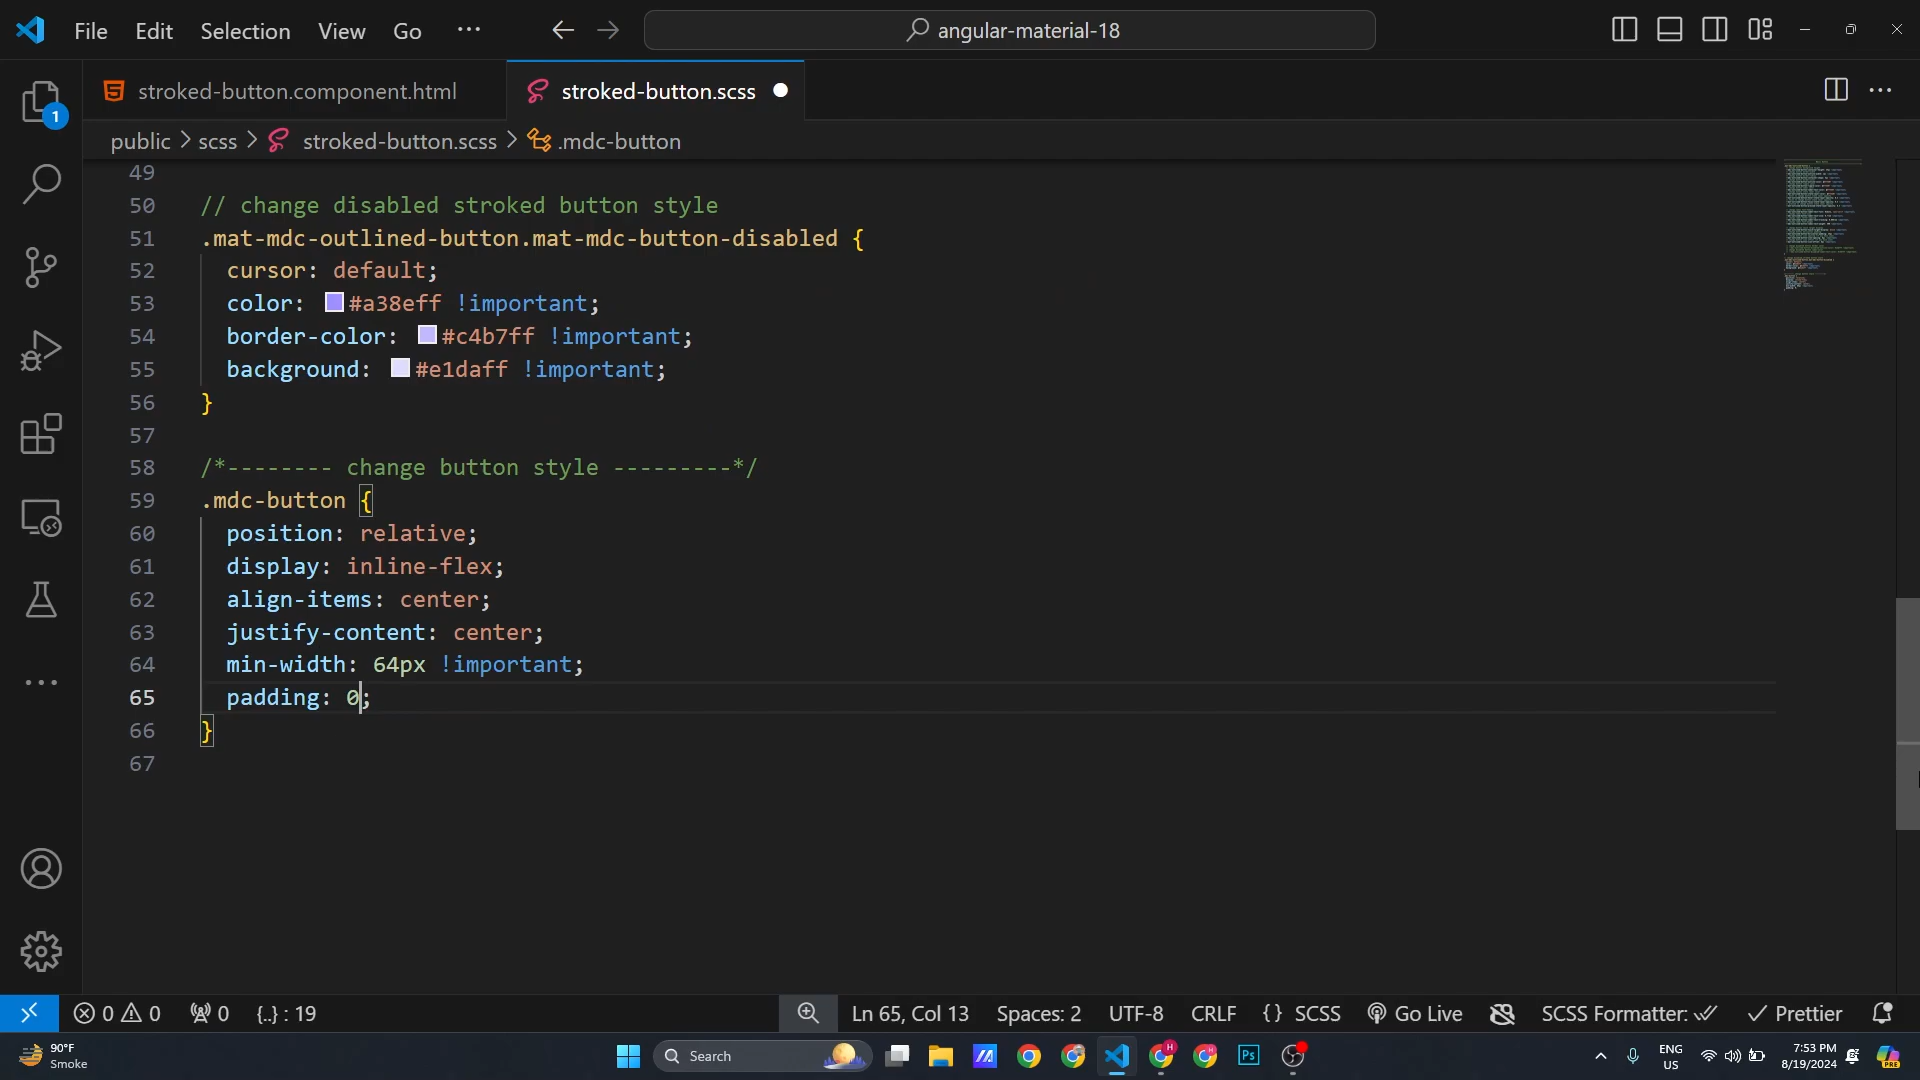 File Edit Selection View Go ...
angular-material-18
stroked-button.component.html
stroked-button.scss
public > scss > stroked-button.scss > .mdc-button
1
49
50 // change disabled stroked button style
51 .mat-mdc-outlined-button.mat-mdc-button-disabled {
52 cursor: default;
53 color: #a38eff !important;
54 border-color: #c4b7ff !important;
55 background: #e1daff !important;
56 }
57
58 /*-------- change button style ---------*/
59 .mdc-button {
60 position: relative;
61 display: inline-flex;
62 align-items: center;
63 justify-content: center;
64 min-width: 64px !important;
65 padding: 0;
66 }
67
0 0 0 {..} : 19 Ln 65, Col 13 Spaces: 2 UTF-8 CRLF {} SCSS Go Live SCSS Formatter: Prettier
90°F
Smoke
Search
Ps
ENG
US
7:53 PM
8/19/2024
PRE